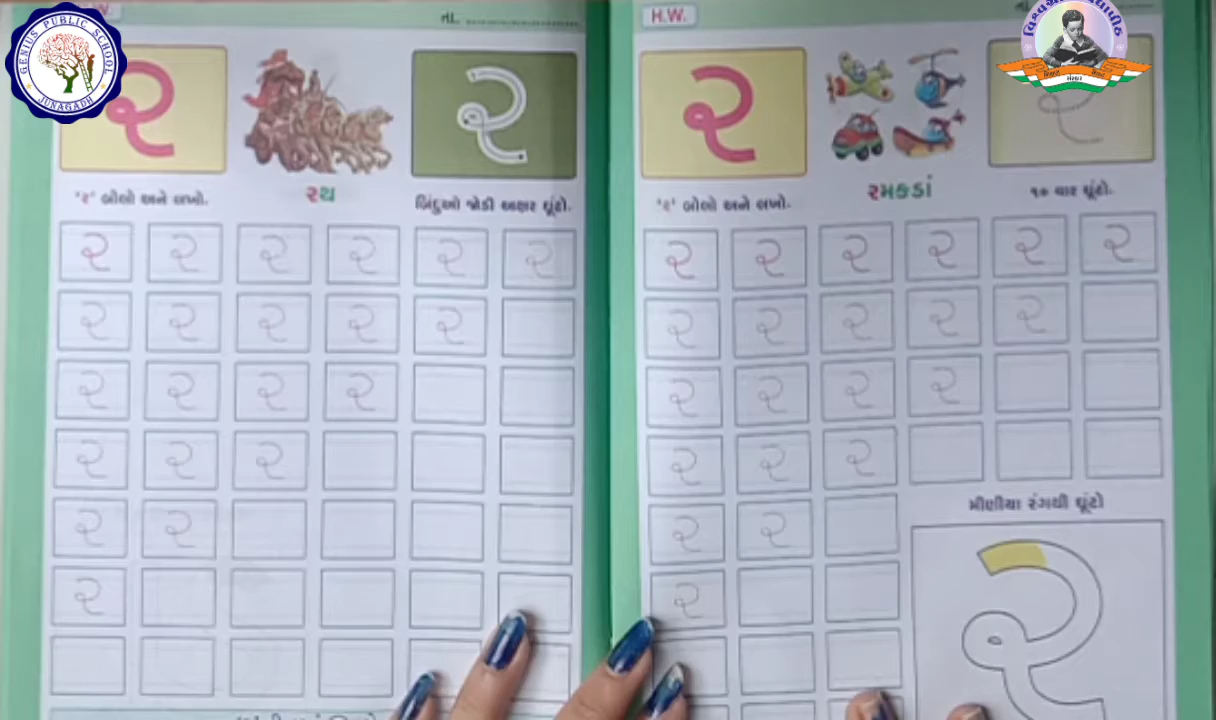 GENIUS PUBLIC SCHOOL
JUNAGADH
તા.
ર
ર
'ર' બોલો અને લખો.
રથ
બિંદુઓ જોડી અક્ષર ઘૂંટો.
ર ર ર ર ર ર
ર ર ર ર ર
ર ર ર ર
ર ર ર
ર ર
ર
H.W.
ર
ર
'ર' બોલો અને લખો.
રમકડાં
૧૦ વાર ઘૂંટો.
ર ર ર ર ર ર
ર ર ર ર ર
ર ર ર ર
ર ર ર
ર ર
ર
મીણીયા રંગથી ઘૂંટો
ર